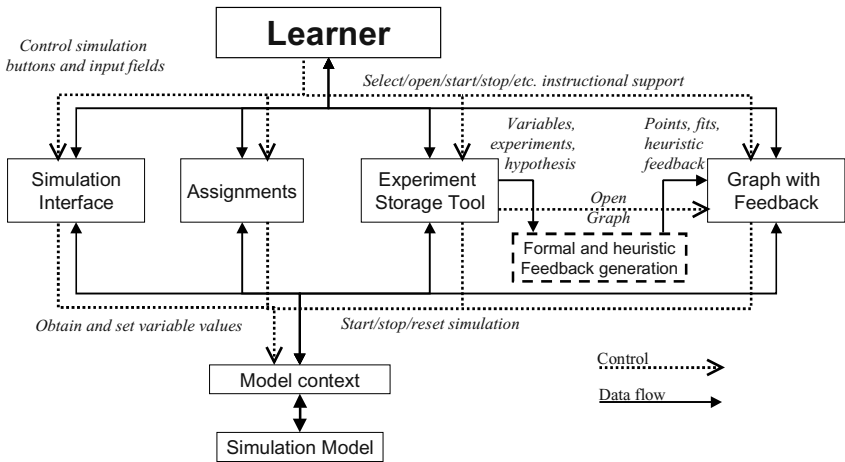 Learner
Control simulation
buttons and input fields
Select/open/start/stop/etc. instructional support
Variables,
experiments,
hypothesis
Points, fits,
heuristic
feedback
Simulation
Interface
Assignments
Experiment
Storage Tool
Open
Graph
Graph with
Feedback
Formal and heuristic
Feedback generation
Obtain and set variable values
Start/stop/reset simulation
Model context
Simulation Model
Control
Data flow